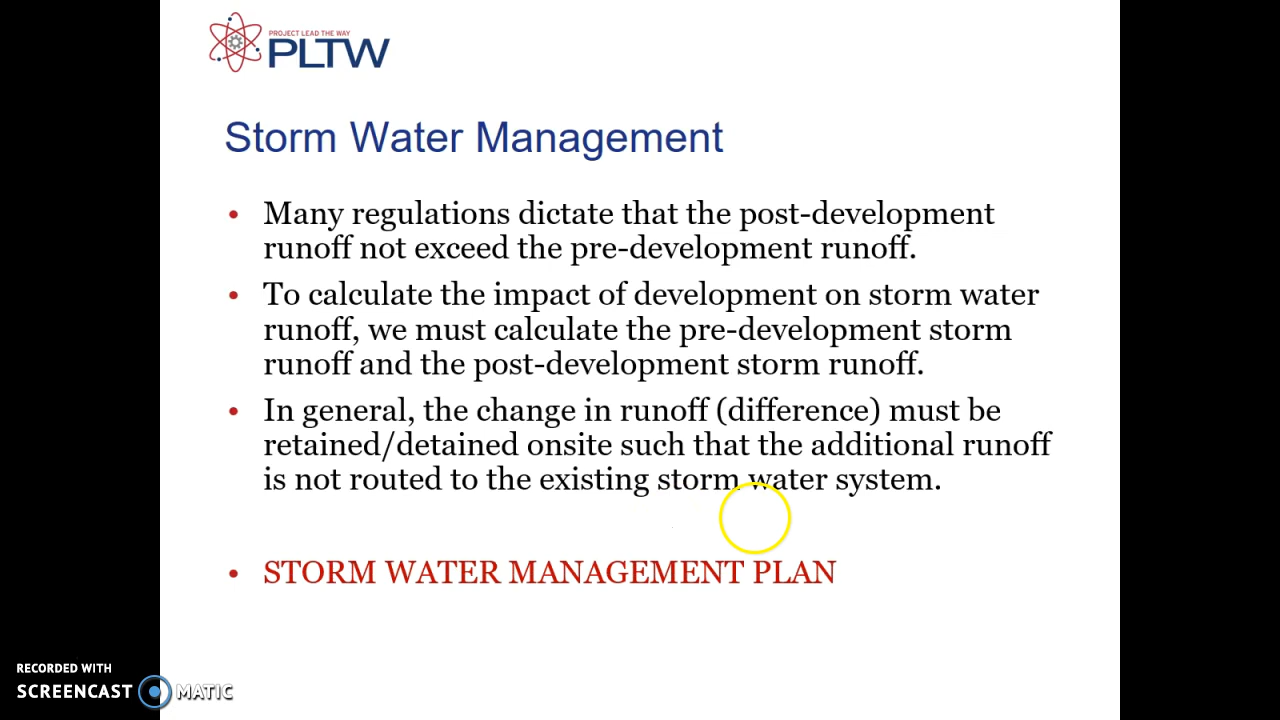 PROJECT LEAD THE WAY
PLTW
Storm Water Management
• Many regulations dictate that the post-development
runoff not exceed the pre-development runoff.
• To calculate the impact of development on storm water
runoff, we must calculate the pre-development storm
runoff and the post-development storm runoff.
• In general, the change in runoff (difference) must be
retained/detained onsite such that the additional runoff
is not routed to the existing storm water system.
• STORM WATER MANAGEMENT PLAN
RECORDED WITH
SCREENCAST MATIC